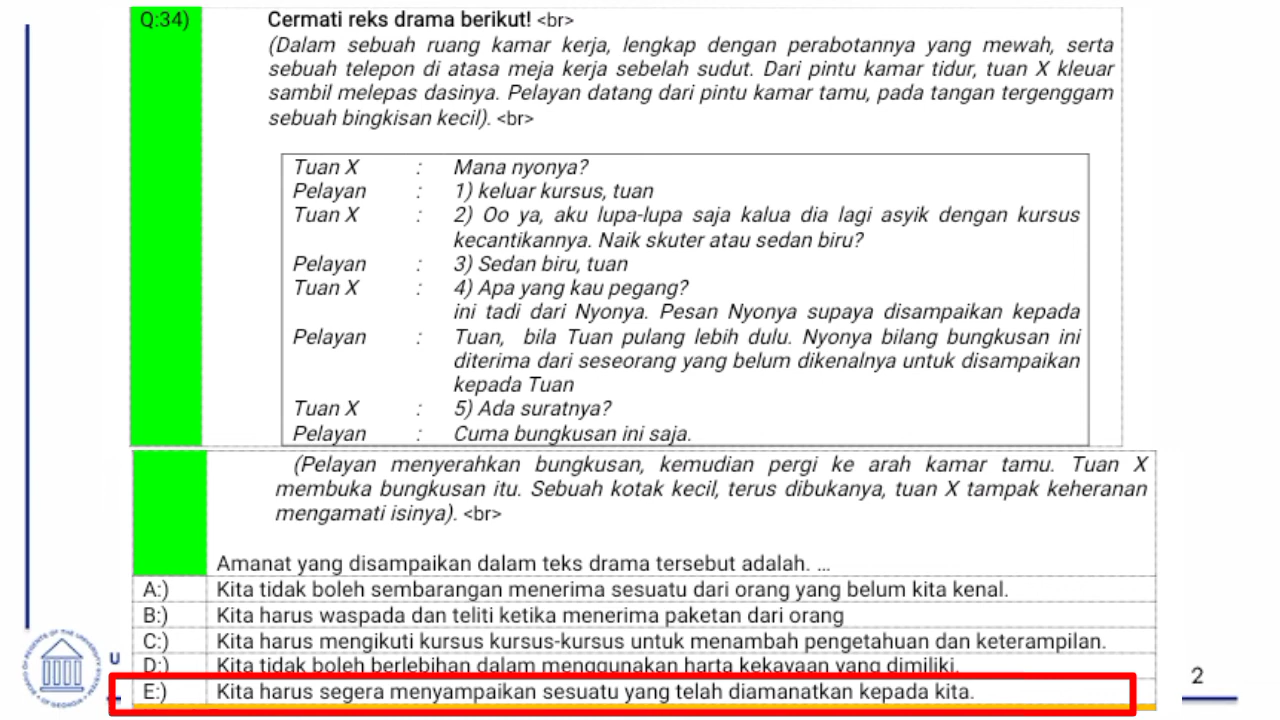 Q:34) Cermati reks drama berikut! <br>
(Dalam sebuah ruang kamar kerja, lengkap dengan perabotannya yang mewah, serta
sebuah telepon di atasa meja kerja sebelah sudut. Dari pintu kamar tidur, tuan X kleuar
sambil melepas dasinya. Pelayan datang dari pintu kamar tamu, pada tangan tergenggam
sebuah bingkisan kecil). <br>
Tuan X : Mana nyonya?
Pelayan : 1) keluar kursus, tuan
Tuan X : 2) Oo ya, aku lupa-lupa saja kalua dia lagi asyik dengan kursus
kecantikannya. Naik skuter atau sedan biru?
Pelayan : 3) Sedan biru, tuan
Tuan X : 4) Apa yang kau pegang?
ini tadi dari Nyonya. Pesan Nyonya supaya disampaikan kepada
Pelayan : Tuan, bila Tuan pulang lebih dulu. Nyonya bilang bungkusan ini
diterima dari seseorang yang belum dikenalnya untuk disampaikan
kepada Tuan
Tuan X : 5) Ada suratnya?
Pelayan : Cuma bungkusan ini saja.
(Pelayan menyerahkan bungkusan, kemudian pergi ke arah kamar tamu. Tuan X
membuka bungkusan itu. Sebuah kotak kecil, terus dibukanya, tuan X tampak keheranan
mengamati isinya). <br>
Amanat yang disampaikan dalam teks drama tersebut adalah. ...
A:) Kita tidak boleh sembarangan menerima sesuatu dari orang yang belum kita kenal.
B:) Kita harus waspada dan teliti ketika menerima paketan dari orang
C:) Kita harus mengikuti kursus kursus-kursus untuk menambah pengetahuan dan keterampilan.
D:) Kita tidak boleh berlebihan dalam menggunakan harta kekayaan yang dimiliki.
E:) Kita harus segera menyampaikan sesuatu yang telah diamanatkan kepada kita.
U
2